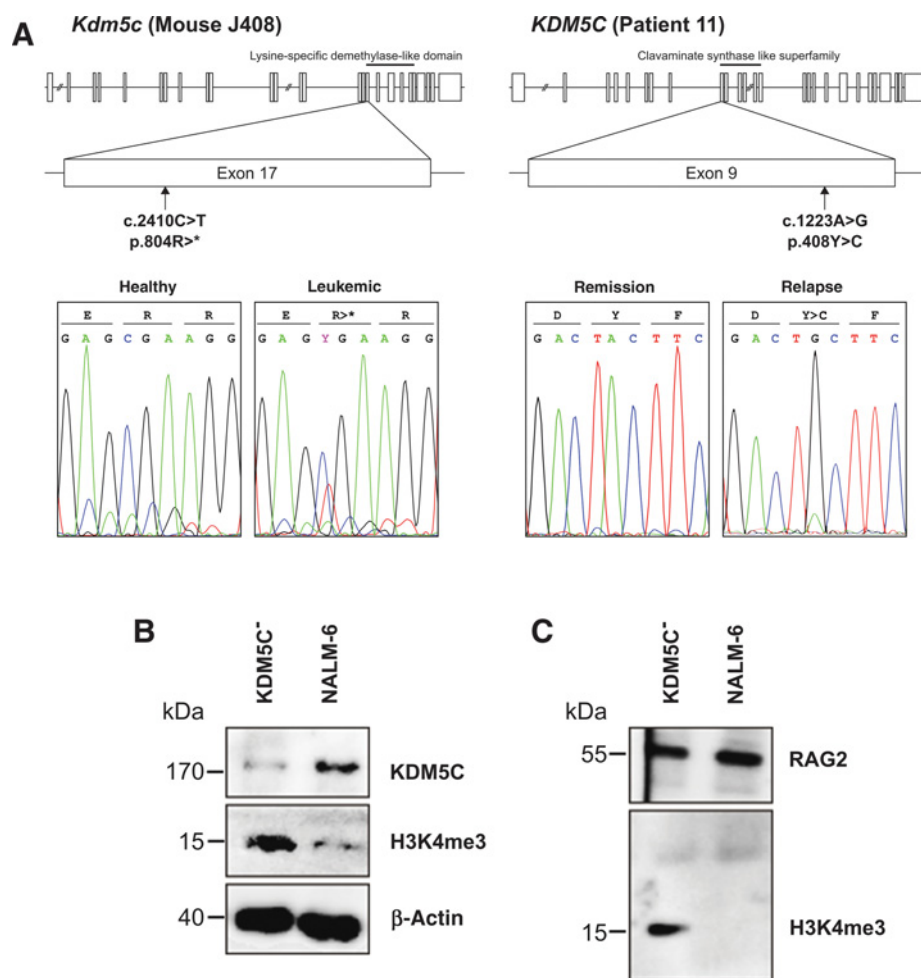 A
Kdm5c (Mouse J408)
KDM5C (Patient 11)
Lysine-specific demethylase-like domain
Clavaminate synthase like superfamily
Exon 17
Exon 9
c.2410C>T
p.804R>*
c.1223A>G
p.408Y>C
Healthy
Leukemic
Remission
Relapse
E R R
E R>* R
D Y F
D Y>C F
G A G C G A A G G
G A G Y G A A G G
G A C T A C T T C
G A C T G C T T C
B
KDM5C-
NALM-6
kDa
170
KDM5C
15
H3K4me3
40
β-Actin
C
KDM5C-
NALM-6
kDa
55
RAG2
15
H3K4me3